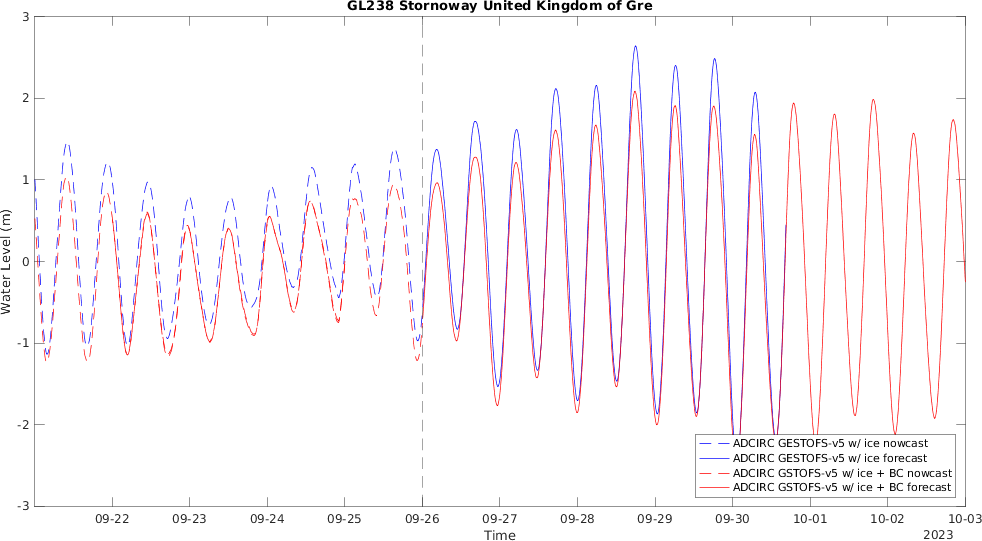 GL238 Stornoway United Kingdom of Gre
3
2
1
0
-1
-2
-3
Water Level (m)
ADCIRC GESTOFS-v5 w/ ice nowcast
ADCIRC GESTOFS-v5 w/ ice forecast
ADCIRC GSTOFS-v5 w/ ice + BC nowcast
ADCIRC GSTOFS-v5 w/ ice + BC forecast
09-22 09-23 09-24 09-25 09-26 09-27 09-28 09-29 09-30 10-01 10-02 10-03
Time
2023